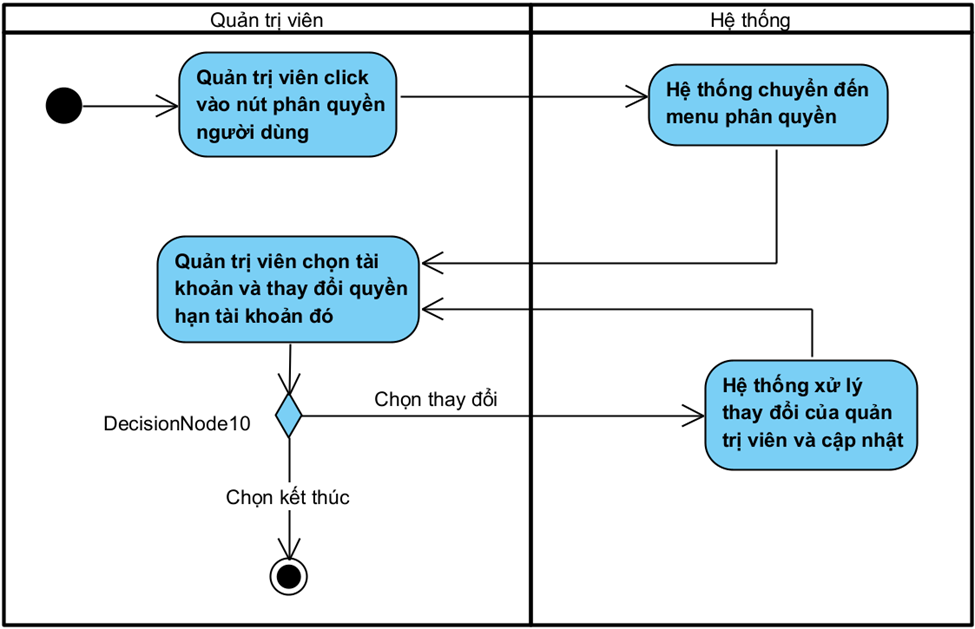 Quản trị viên
Hệ thống
Quản trị viên click
vào nút phân quyền
người dùng
Hệ thống chuyển đến
menu phân quyền
Quản trị viên chọn tài
khoản và thay đổi quyền
hạn tài khoản đó
Hệ thống xử lý
thay đổi của quản
trị viên và cập nhật
Chọn thay đổi
DecisionNode10
Chọn kết thúc